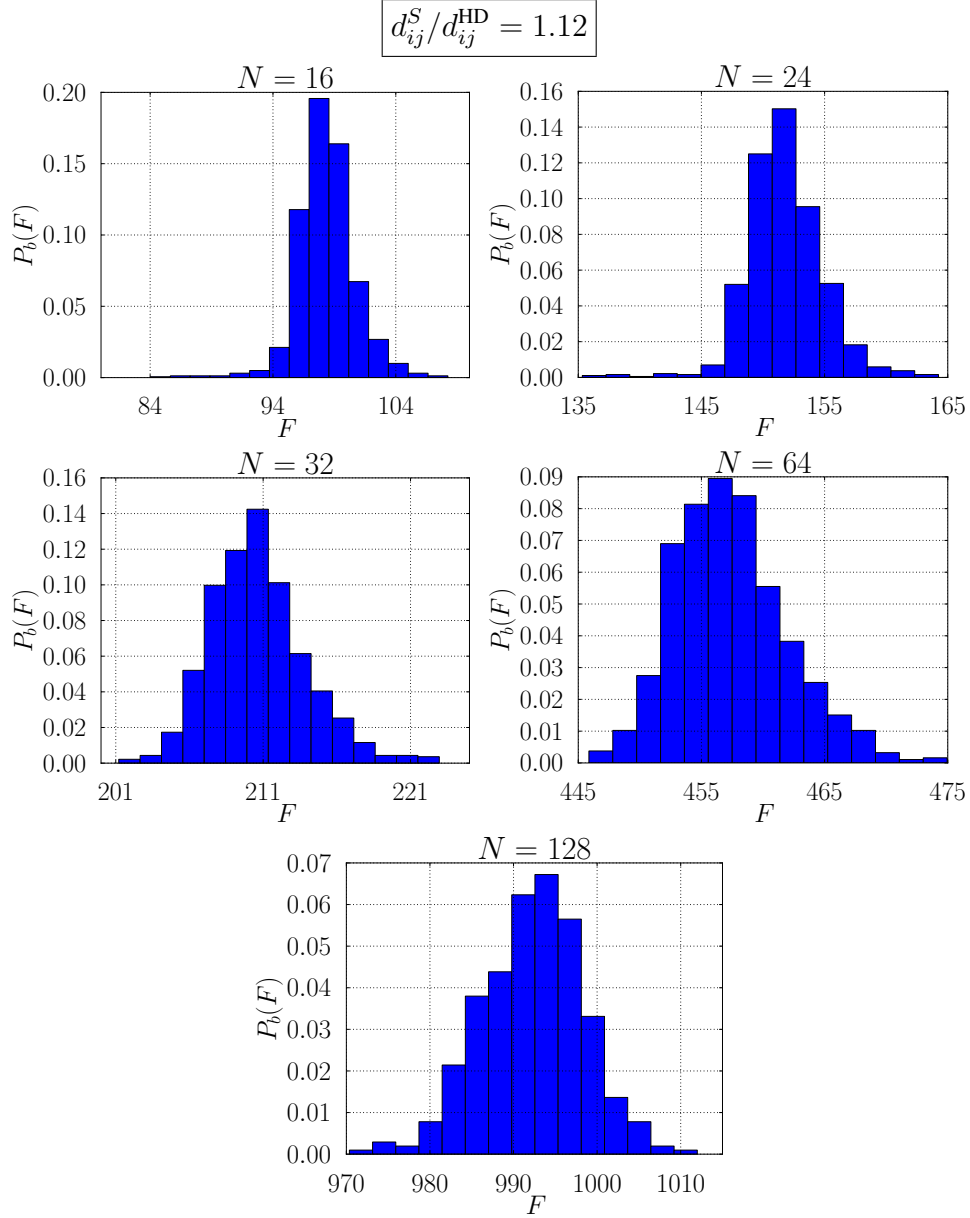 d_{ij}^S/d_{ij}^{HD} = 1.12
N = 16
0.20
0.15
0.10
0.05
0.00
P_b(F)
84 94 104
F
N = 24
0.16
0.14
0.12
0.10
0.08
0.06
0.04
0.02
0.00
P_b(F)
135 145 155 165
F
N = 32
0.16
0.14
0.12
0.10
0.08
0.06
0.04
0.02
0.00
P_b(F)
201 211 221
F
N = 64
0.09
0.08
0.07
0.06
0.05
0.04
0.03
0.02
0.01
0.00
P_b(F)
445 455 465 475
F
N = 128
0.07
0.06
0.05
0.04
0.03
0.02
0.01
0.00
P_b(F)
970 980 990 1000 1010
F